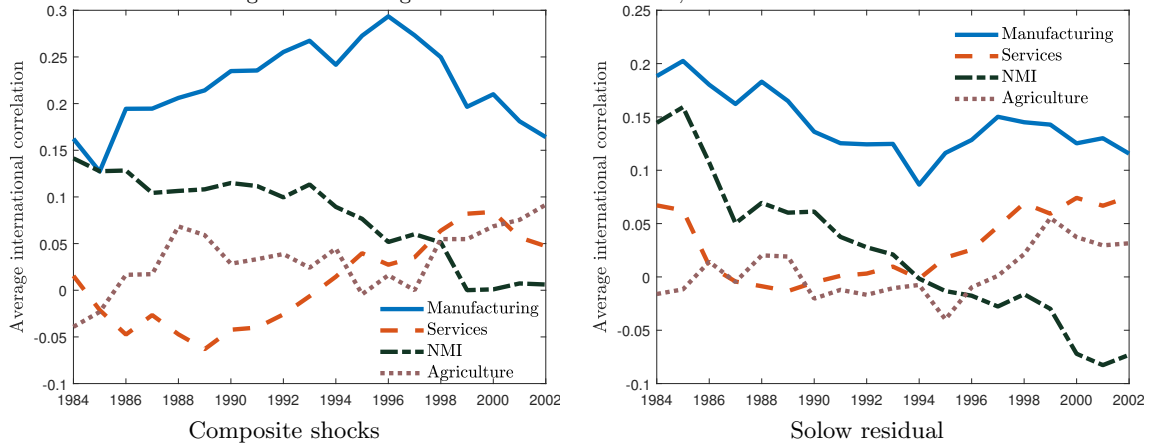 0.3
0.25
0.2
0.15
0.1
0.05
0
-0.05
-0.1
Average international correlation
Manufacturing
Services
NMI
Agriculture
1984 1986 1988 1990 1992 1994 1996 1998 2000 2002
Composite shocks
0.25
0.2
0.15
0.1
0.05
0
-0.05
-0.1
Average international correlation
Manufacturing
Services
NMI
Agriculture
1984 1986 1988 1990 1992 1994 1996 1998 2000 2002
Solow residual